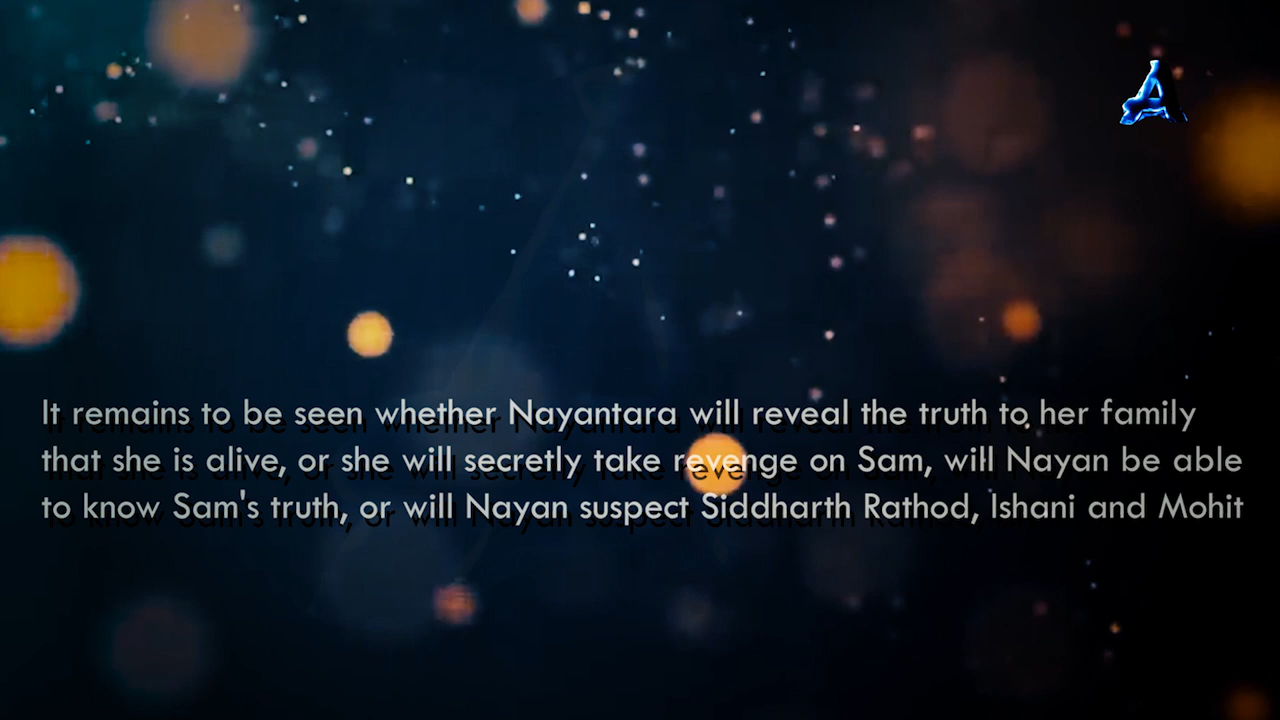 A
It remains to be seen whether Nayantara will reveal the truth to her family
that she is alive, or she will secretly take revenge on Sam, will Nayan be able
to know Sam's truth, or will Nayan suspect Siddharth Rathod, Ishani and Mohit